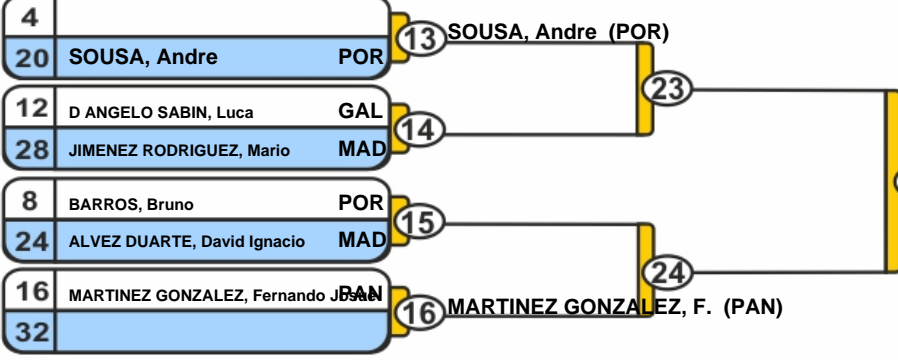 4
20 SOUSA, Andre POR
13 SOUSA, Andre (POR)
23
12 D ANGELO SABIN, Luca GAL
28 JIMENEZ RODRIGUEZ, Mario MAD
14
8 BARROS, Bruno POR
24 ALVEZ DUARTE, David Ignacio MAD
15
24
16 MARTINEZ GONZALEZ, Fernando Josuel PAN
32
16 MARTINEZ GONZALEZ, F. (PAN)